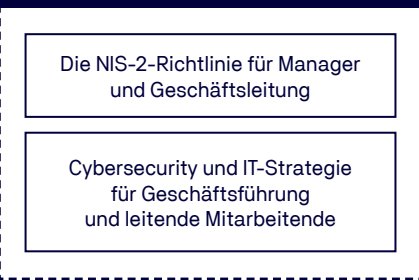 Die NIS-2-Richtlinie für Manager
und Geschäftsleitung
Cybersecurity und IT-Strategie
für Geschäftsführung
und leitende Mitarbeitende